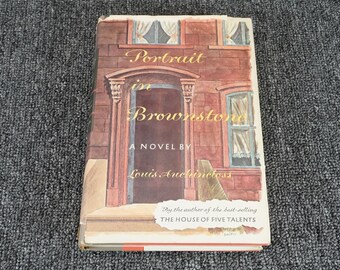 Portrait
in
Brownstone
A NOVEL BY
Louis Auchincloss
By the author of the best-selling
THE HOUSE OF FIVE TALENTS